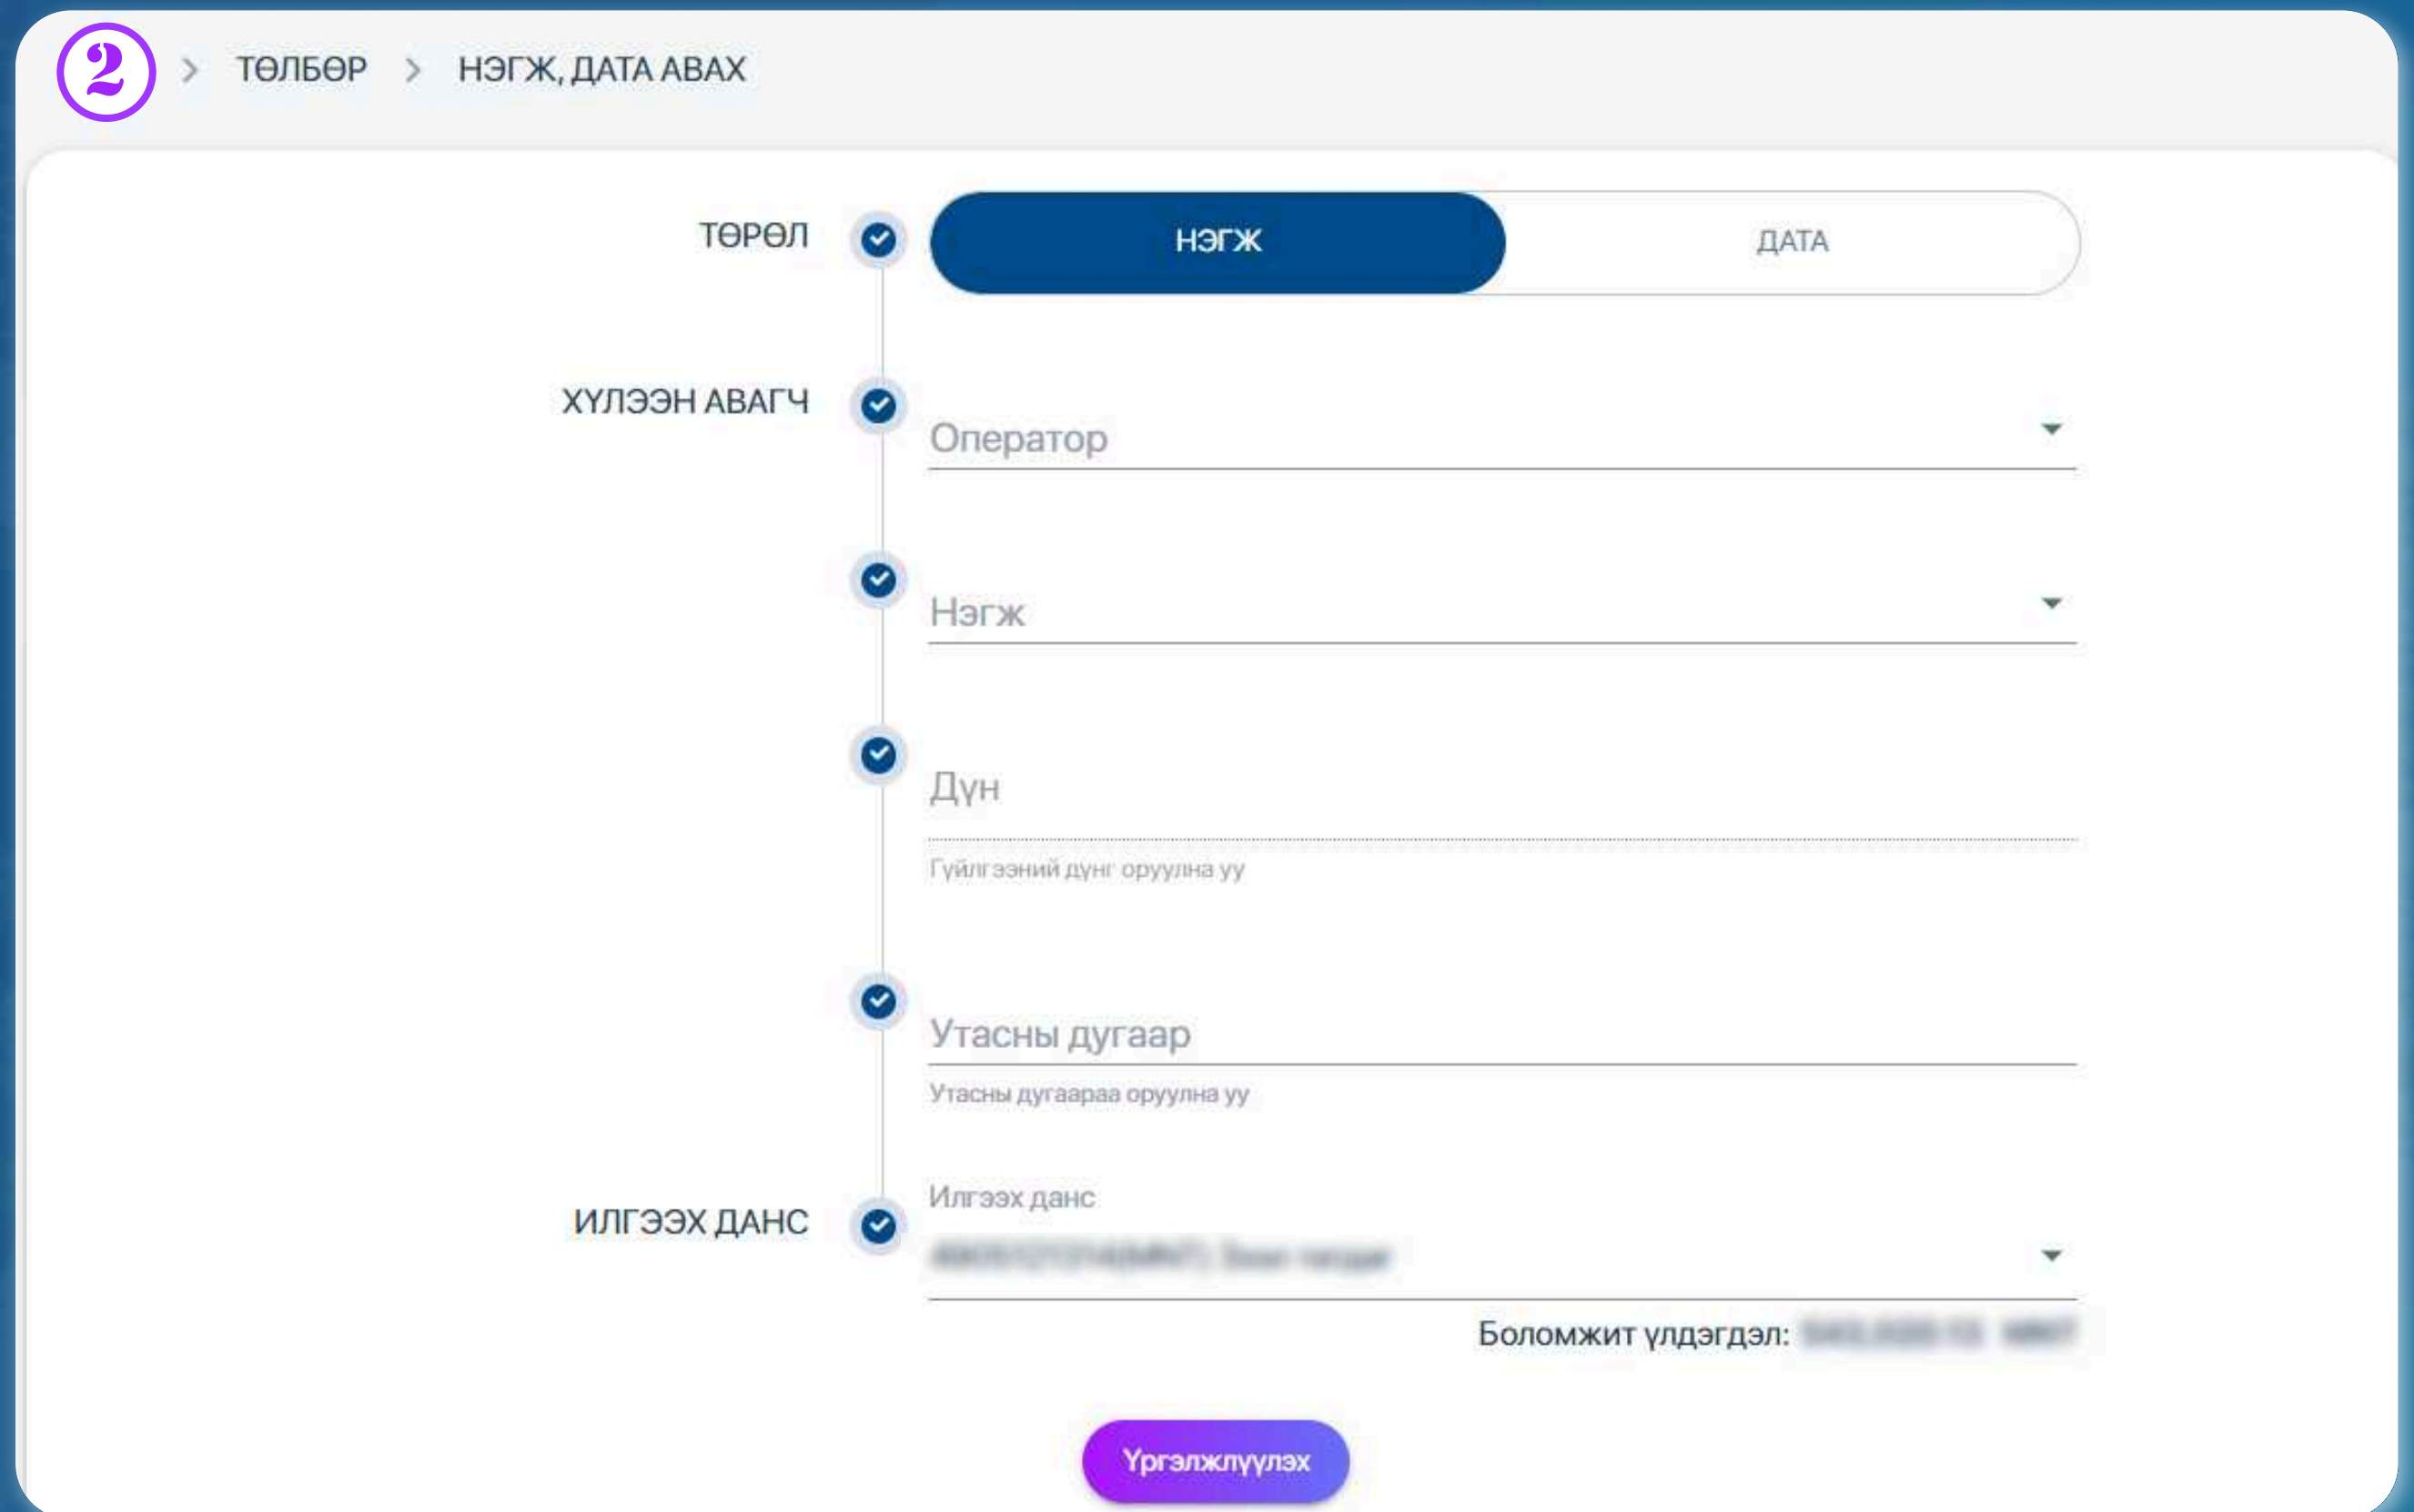 2 > ТӨЛБӨР > НЭГЖ, ДАТА АВАХ
ТӨРӨЛ НЭГЖ ДАТА
ХҮЛЭЭН АВАГЧ
Оператор
Нэгж
Дүн
Гүйлгээний дүнг оруулна уу
Утасны дугаар
Утасны дугаараа оруулна уу
Илгээх данс
ИЛГЭЭХ ДАНС
Боломжит үлдэгдэл:
Үргэлжлүүлэх